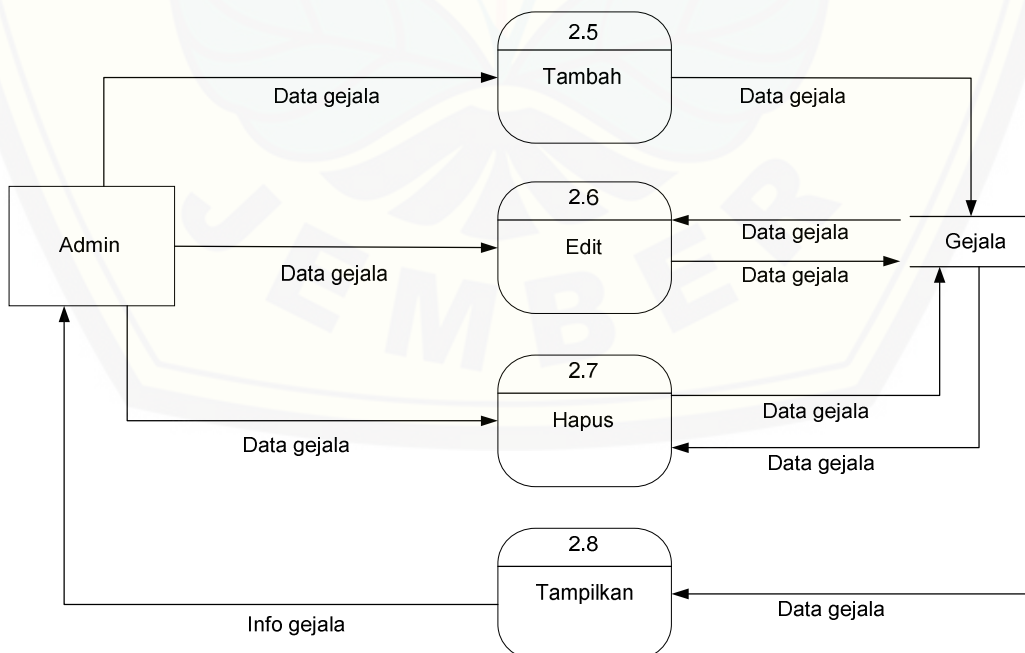 2.5
Tambah
Data gejala
Data gejala
2.6
Admin
Edit
Data gejala
Gejala
Data gejala
Data gejala
2.7
Hapus
Data gejala
Data gejala
Data gejala
2.8
Tampilkan
Data gejala
Info gejala
JEMBER